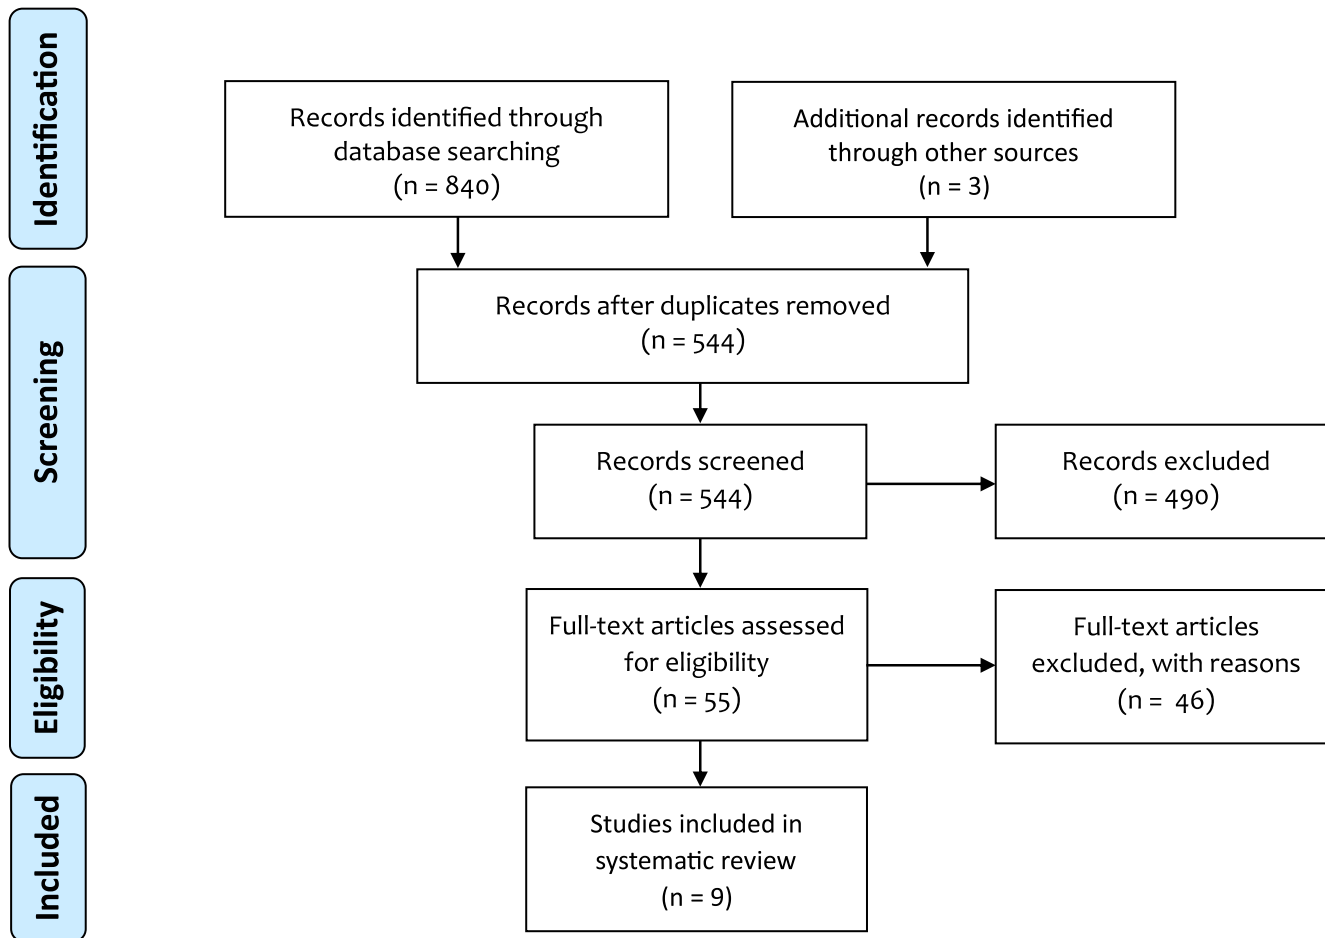 Identification
Records identified through
database searching
(n = 840)
Additional records identified
through other sources
(n = 3)
Screening
Records after duplicates removed
(n = 544)
Records screened
(n = 544)
Records excluded
(n = 490)
Eligibility
Full-text articles assessed
for eligibility
(n = 55)
Full-text articles
excluded, with reasons
(n =  46)
Included
Studies included in
systematic review
(n = 9)